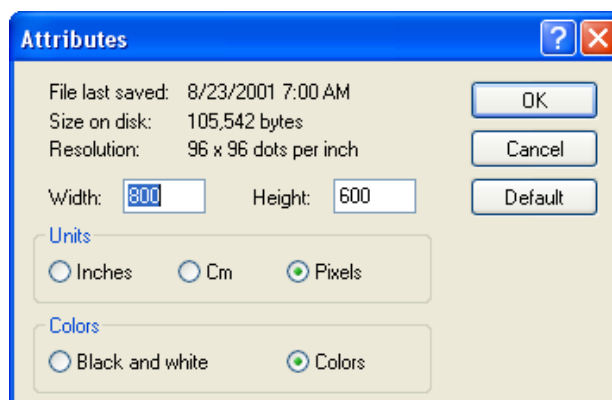 Attributes
File last saved: 8/23/2001 7:00 AM
OK
Size on disk: 105,542 bytes
Resolution: 96 x 96 dots per inch
Cancel
Width: 800 Height: 600
Default
Units
Inches Cm Pixels
Colors
Black and white Colors